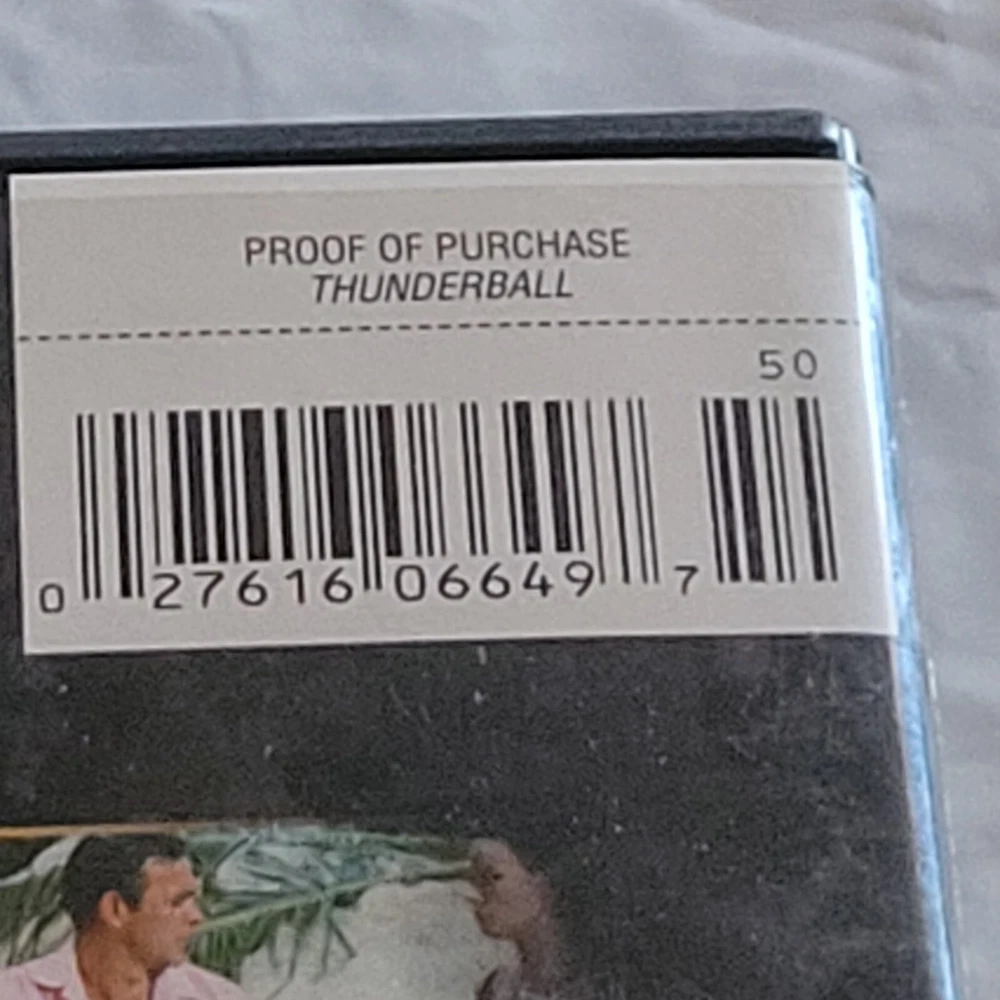 PROOF OF PURCHASE
THUNDERBALL
50
0 27616 06649 7